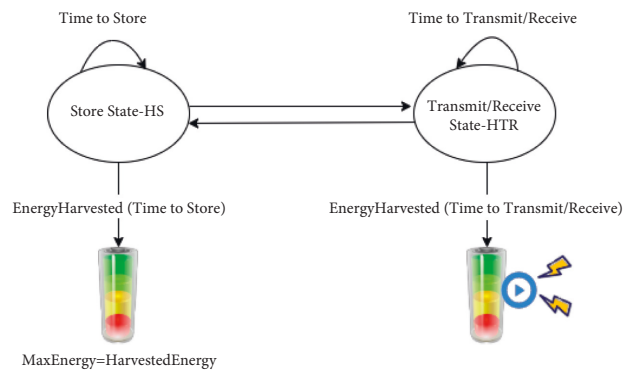 Time to Store
Time to Transmit/Receive
Store State-HS
Transmit/Receive
State-HTR
EnergyHarvested (Time to Store)
EnergyHarvested (Time to Transmit/Receive)
MaxEnergy=HarvestedEnergy